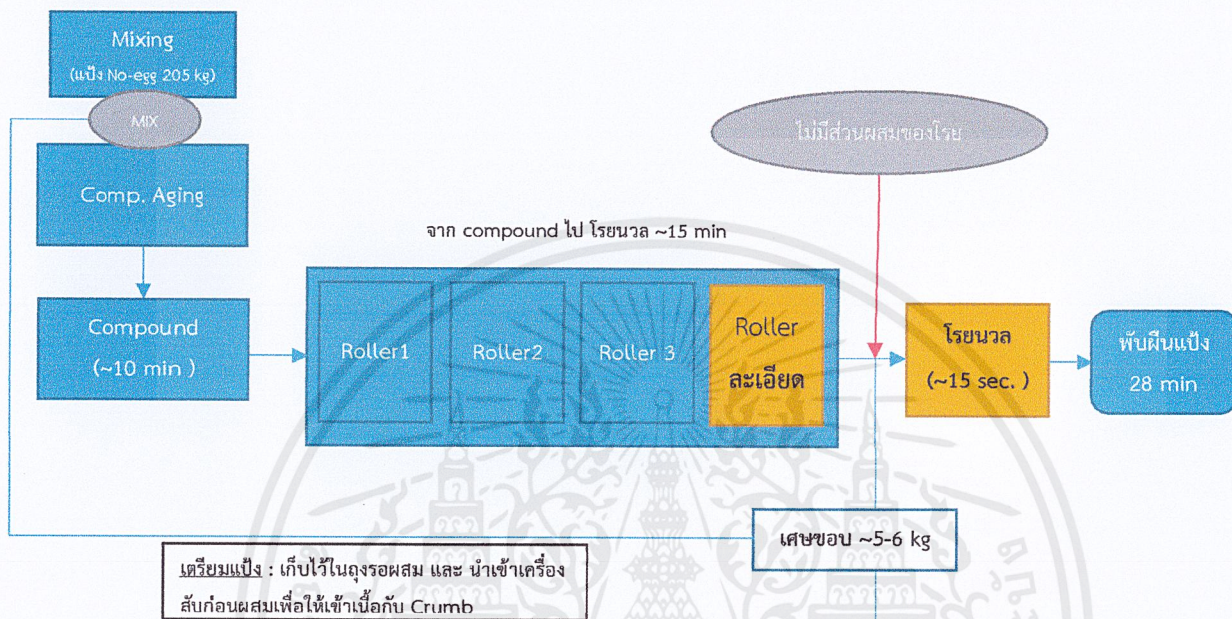 Mixing
(แป้ง No-egg 205 kg)
MIX
Comp. Aging
Compound
(~10 min )
จาก compound ไป โรยนวล ~15 min
Roller1
Roller2
Roller 3
Roller
ละเอียด
ไม่มีส่วนผสมของโรย
โรยนวล
(~15 sec. )
พับผืนแป้ง
28 min
เศษขอบ ~5-6 kg
เตรียมแป้ง : เก็บไว้ในถุงรอผสม และ นำเข้าเครื่อง
สับก่อนผสมเพื่อให้เข้าเนื้อกับ Crumb